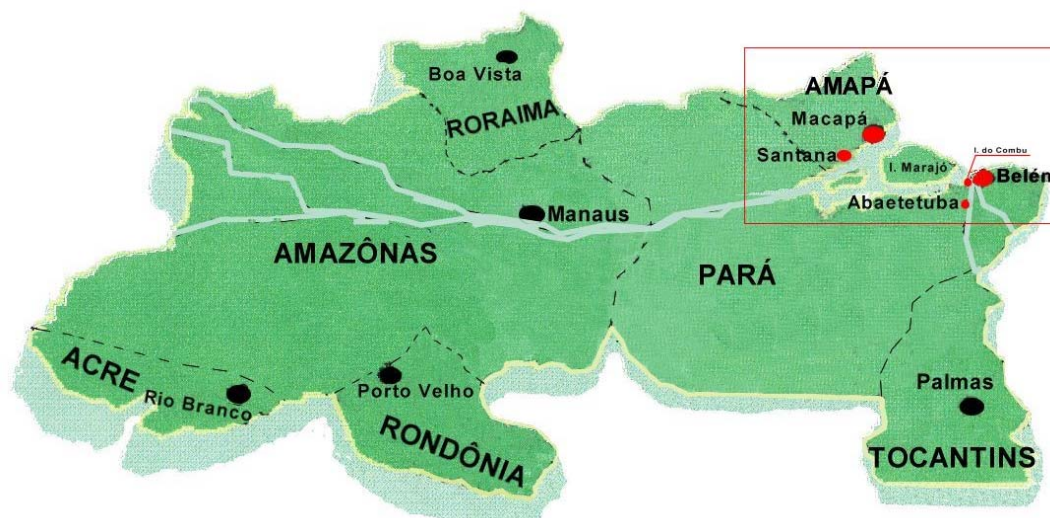 Boa Vista
RORAIMA
AMAPÁ
Macapá
Santana
I. do Combu
I. Marajó
Belém
Abaetetuba
Manaus
AMAZÔNAS
PARÁ
ACRE
Rio Branco
Porto Velho
RONDÔNIA
Palmas
TOCANTINS